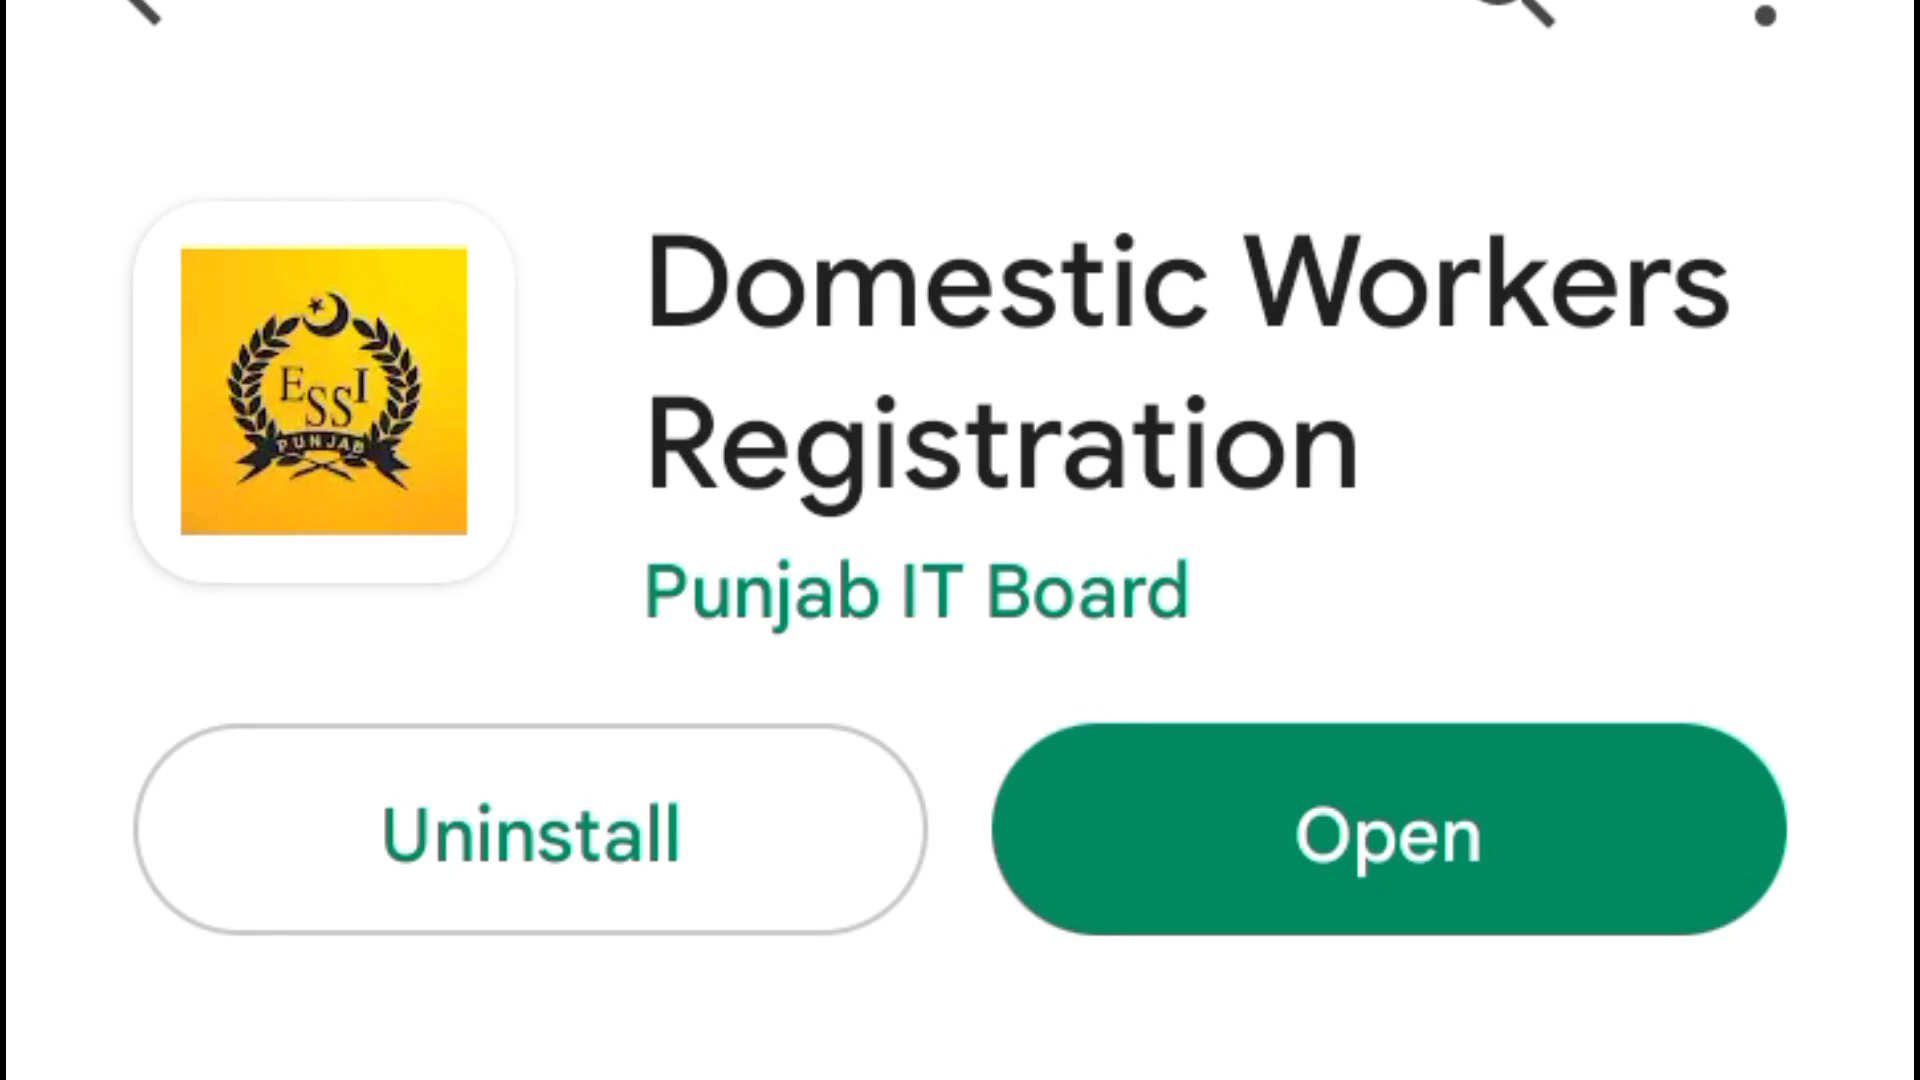 ESSI
PUNJAB
Domestic Workers
Registration
Punjab IT Board
Uninstall
Open